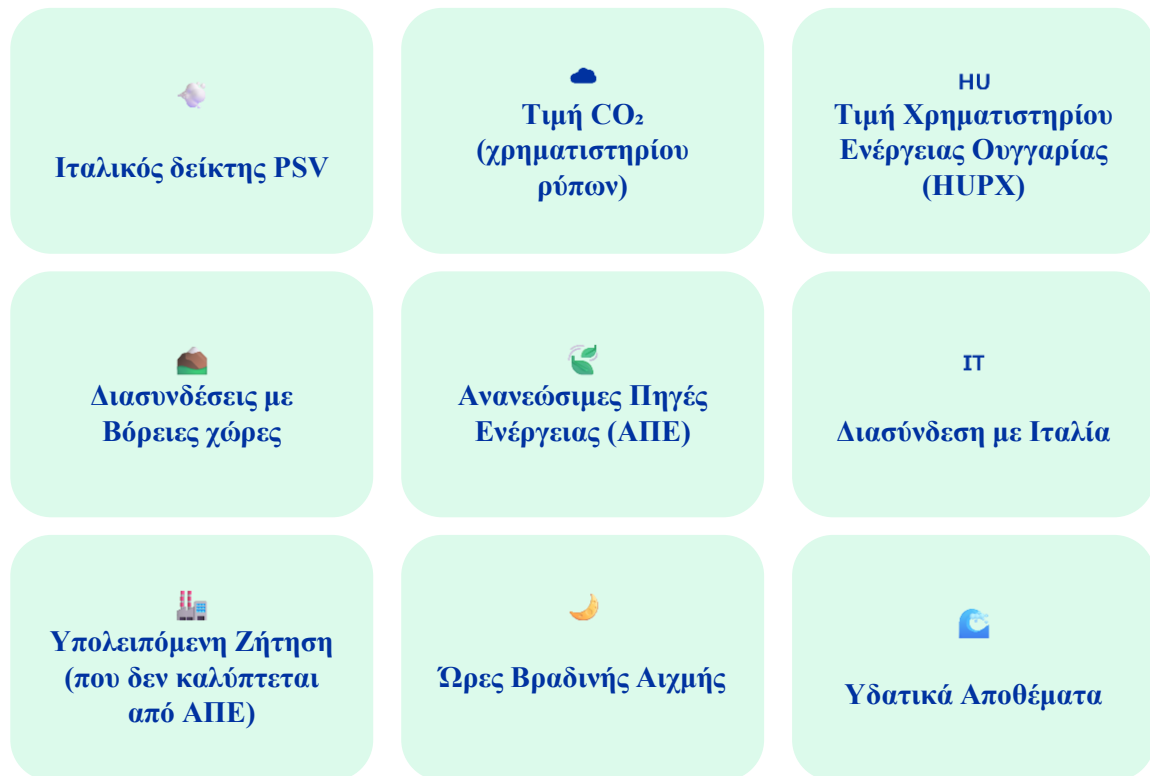 Ιταλικός δείκτης PSV
Τιμή CO₂
(χρηματιστηρίου
ρύπων)
HU
Τιμή Χρηματιστηρίου
Ενέργειας Ουγγαρίας
(HUPX)
Διασυνδέσεις με
Βόρειες χώρες
Ανανεώσιμες Πηγές
Ενέργειας (ΑΠΕ)
IT
Διασύνδεση με Ιταλία
Υπολειπόμενη Ζήτηση
(που δεν καλύπτεται
από ΑΠΕ)
Ώρες Βραδινής Αιχμής
Υδατικά Αποθέματα